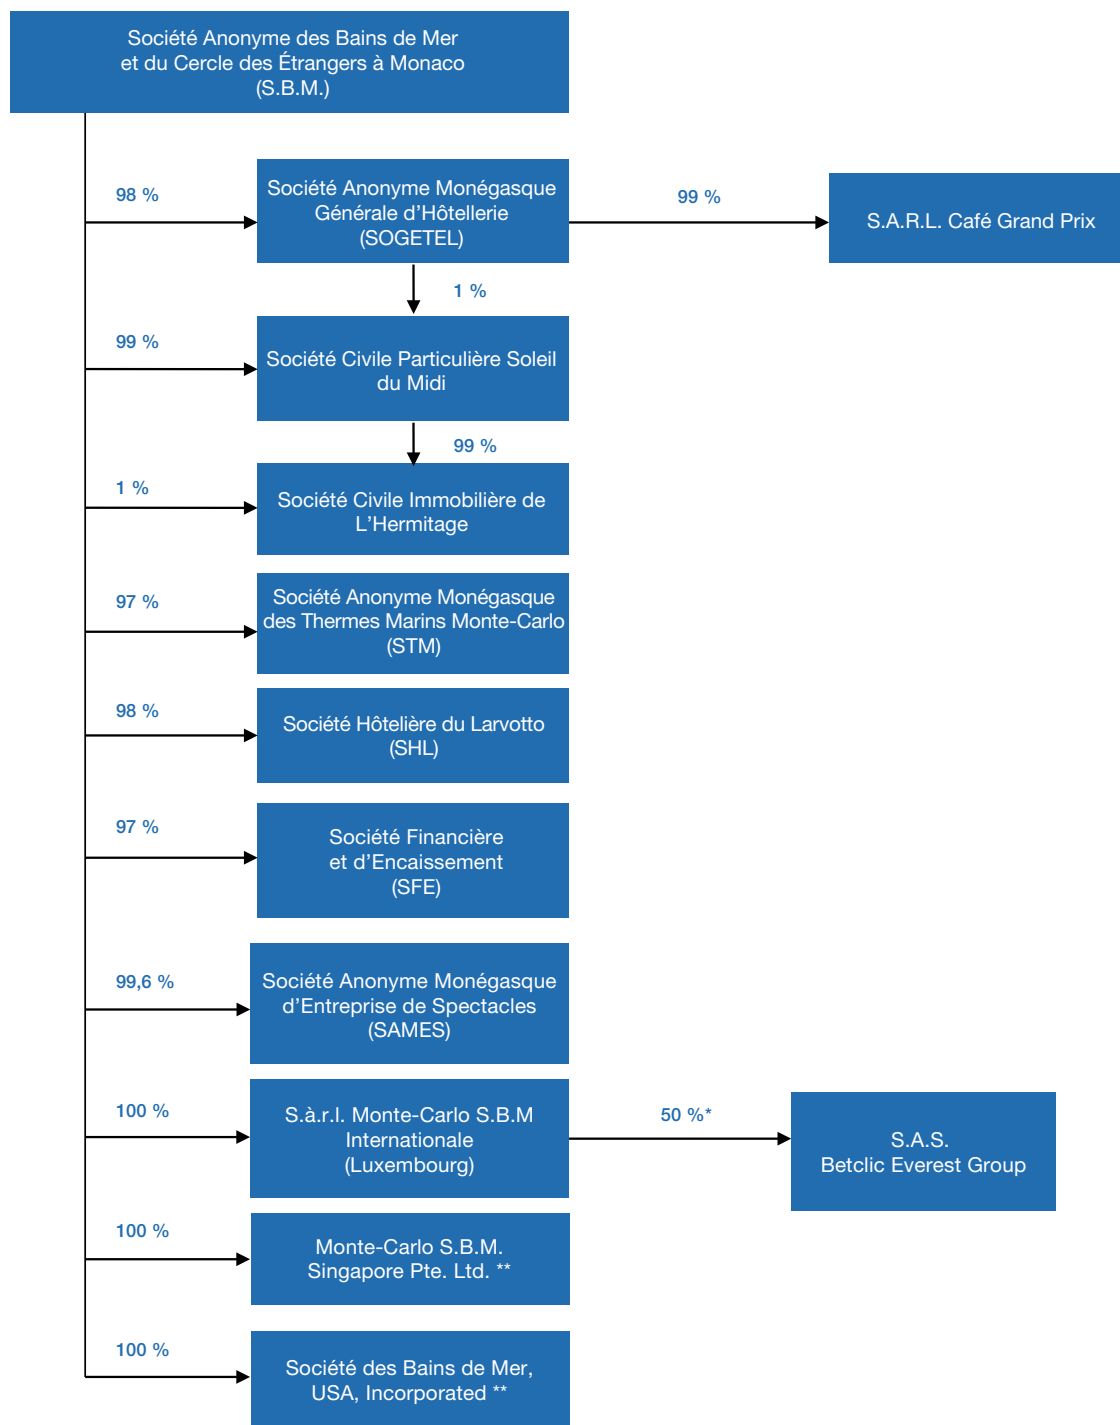 Société Anonyme des Bains de Mer
et du Cercle des Étrangers à Monaco
(S.B.M.)
98 %
Société Anonyme Monégasque
Générale d'Hôtellerie
(SOGETEL)
99 %
S.A.R.L. Café Grand Prix
1 %
99 %
Société Civile Particulière Soleil
du Midi
99 %
1 %
Société Civile Immobilière de
L'Hermitage
97 %
Société Anonyme Monégasque
des Thermes Marins Monte-Carlo
(STM)
98 %
Société Hôtelière du Larvotto
(SHL)
97 %
Société Financière
et d'Encaissement
(SFE)
99,6 %
Société Anonyme Monégasque
d'Entreprise de Spectacles
(SAMES)
100 %
S.à.r.l. Monte-Carlo S.B.M
Internationale
(Luxembourg)
50 %*
S.A.S.
Betclic Everest Group
100 %
Monte-Carlo S.B.M.
Singapore Pte. Ltd. **
100 %
Société des Bains de Mer,
USA, Incorporated **